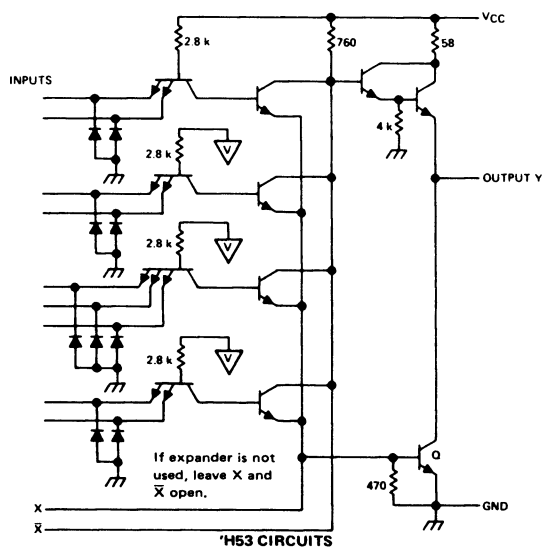 VCC
2.8 k
760
58
INPUTS
2.8 k
V
4 k
OUTPUT Y
2.8 k
V
2.8 k
V
If expander is not
used, leave X and
X̅ open.
Q
470
X
GND
X̅
'H53 CIRCUITS